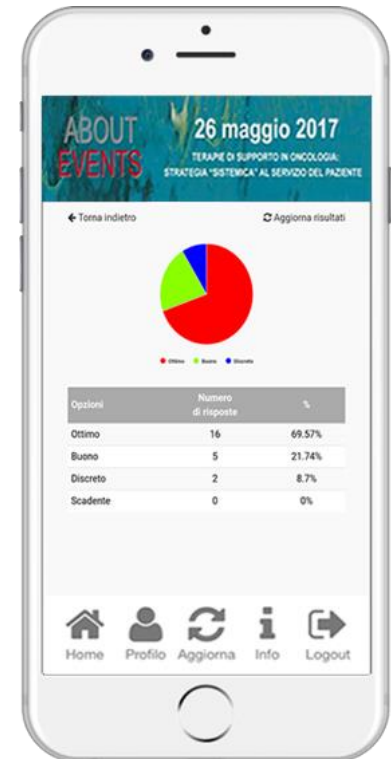 ABOUT
EVENTS
26 maggio 2017
TERAPIE DI SUPPORTO IN ONCOLOGIA:
STRATEGIA "SISTEMICA" AL SERVIZIO DEL PAZIENTE
Torna indietro
Aggiorna risultati
Ottimo Buono Discreto
Opzioni Numero di risposte %
Ottimo 16 69.57%
Buono 5 21.74%
Discreto 2 8.7%
Scadente 0 0%
Home Profilo Aggiorna Info Logout